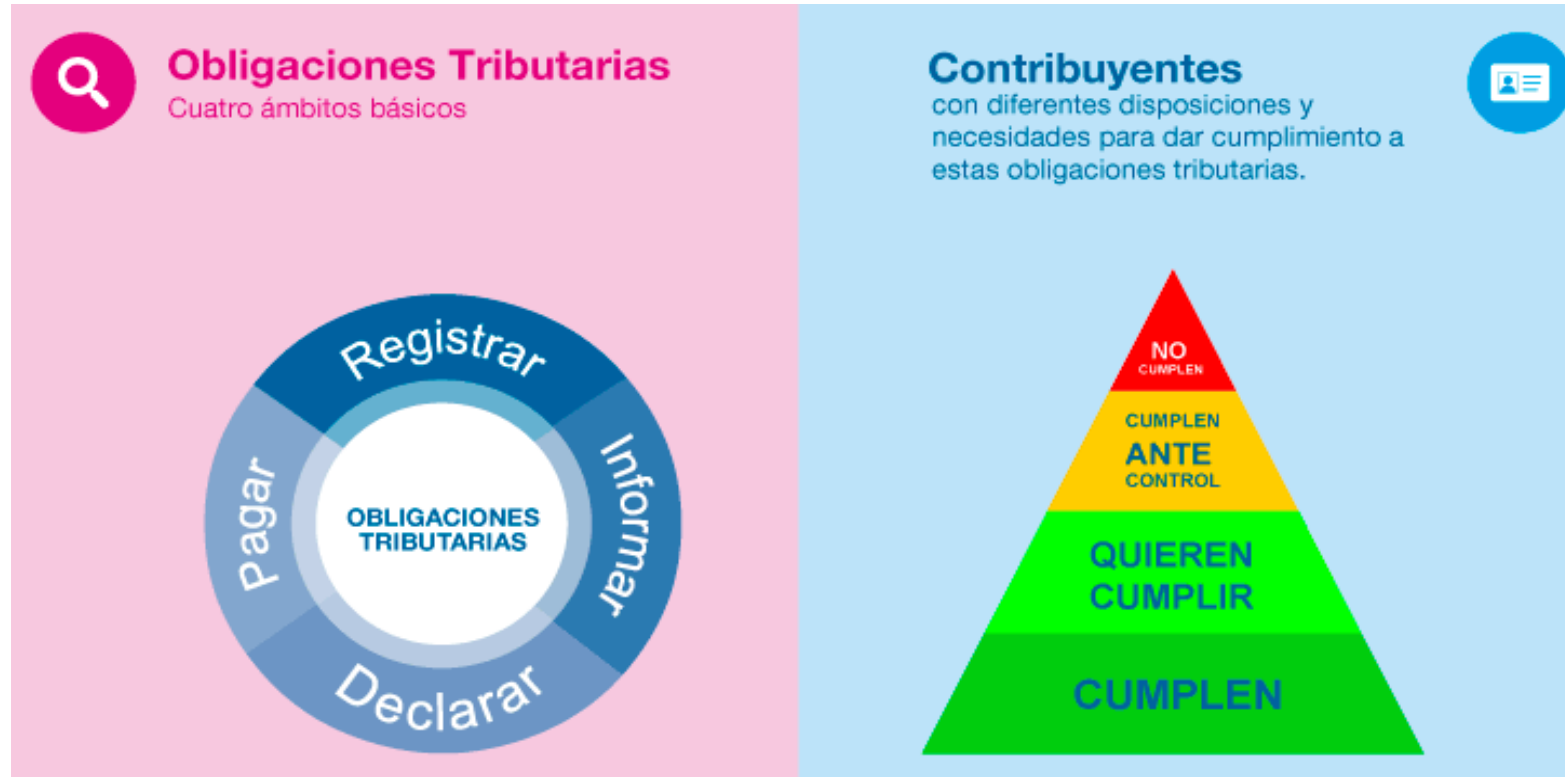 Obligaciones Tributarias
Cuatro ámbitos básicos
Registrar
Informar
Declarar
Pagar
OBLIGACIONES
TRIBUTARIAS
Contribuyentes
con diferentes disposiciones y
necesidades para dar cumplimiento a
estas obligaciones tributarias.
NO
CUMPLEN
CUMPLEN
ANTE
CONTROL
QUIEREN
CUMPLIR
CUMPLEN